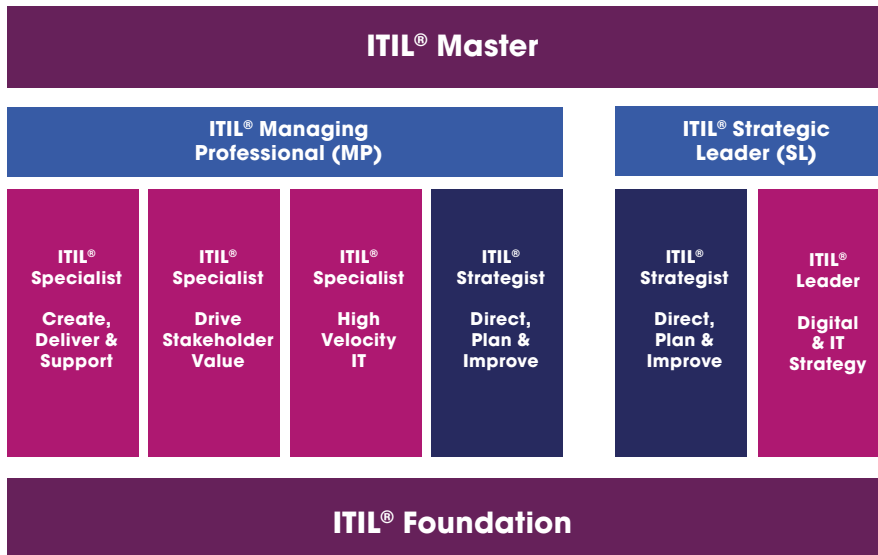 ITIL® Master
ITIL® Managing
Professional (MP)
ITIL® Strategic
Leader (SL)
ITIL®
Specialist
Create,
Deliver &
Support
ITIL®
Specialist
Drive
Stakeholder
Value
ITIL®
Specialist
High
Velocity
IT
ITIL®
Strategist
Direct,
Plan &
Improve
ITIL®
Strategist
Direct,
Plan &
Improve
ITIL®
Leader
Digital
& IT
Strategy
ITIL® Foundation